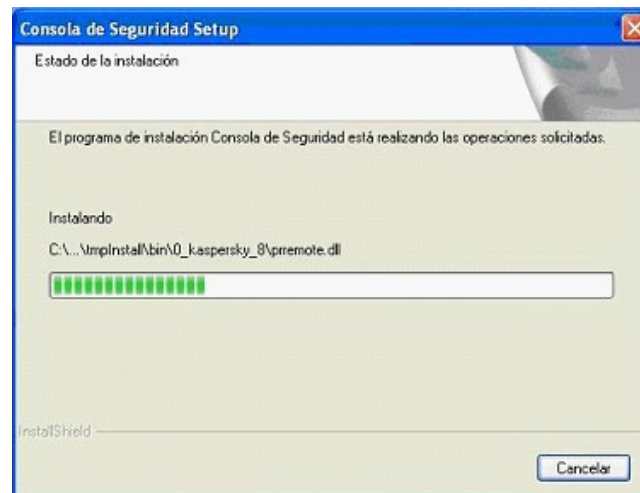 Consola de Seguridad Setup
Estado de la instalación
El programa de instalación Consola de Seguridad está realizando las operaciones solicitadas.
Instalando
C:\...\tmpInstall\bin\0_kaspersky_8\prremote.dll
InstallShield
Cancelar